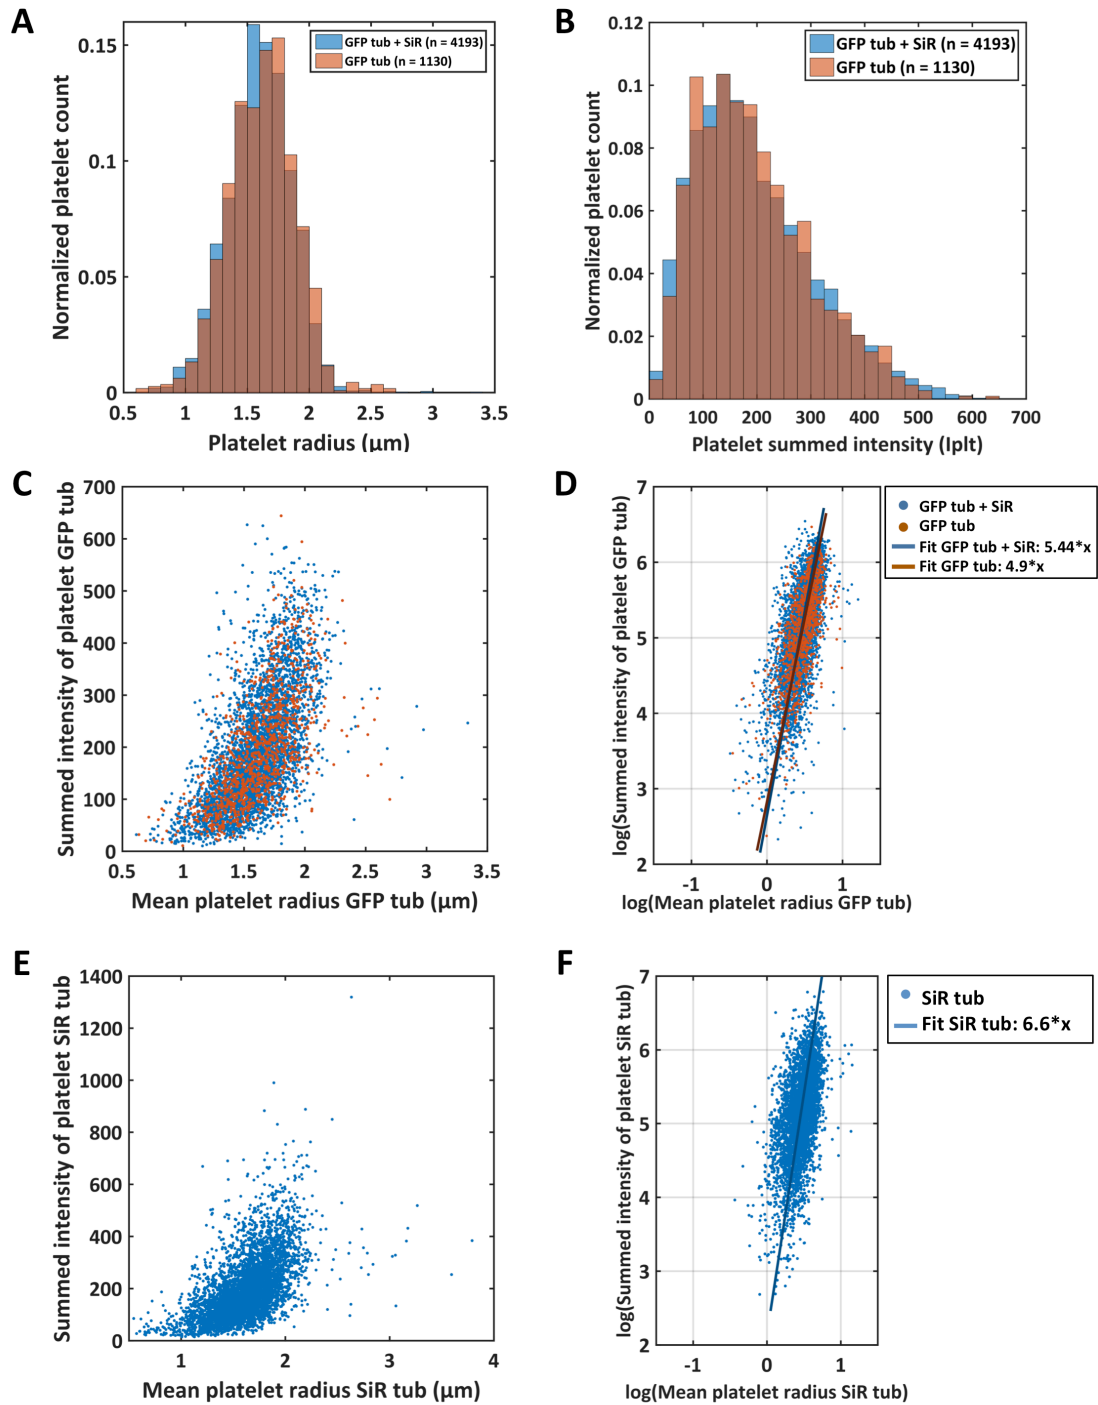 A
Normalized platelet count
0.15
0.1
0.05
0
GFP tub + SiR (n = 4193)
GFP tub (n = 1130)
0.5 1 1.5 2 2.5 3 3.5
Platelet radius (µm)
B
Normalized platelet count
0.12
0.1
0.08
0.06
0.04
0.02
0
GFP tub + SiR (n = 4193)
GFP tub (n = 1130)
0 100 200 300 400 500 600 700
Platelet summed intensity (Iplt)
C
Summed intensity of platelet GFP tub
700
600
500
400
300
200
100
0
0.5 1 1.5 2 2.5 3 3.5
Mean platelet radius GFP tub (µm)
D
log(Summed intensity of platelet GFP tub)
7
6
5
4
3
2
-1 0 1
log(Mean platelet radius GFP tub)
GFP tub + SiR
GFP tub
Fit GFP tub + SiR: 5.44*x
Fit GFP tub: 4.9*x
E
Summed intensity of platelet SiR tub
1400
1200
1000
800
600
400
200
0
1 2 3 4
Mean platelet radius SiR tub (µm)
F
log(Summed intensity of platelet SiR tub)
7
6
5
4
3
2
-1 0 1
log(Mean platelet radius SiR tub)
SiR tub
Fit SiR tub: 6.6*x